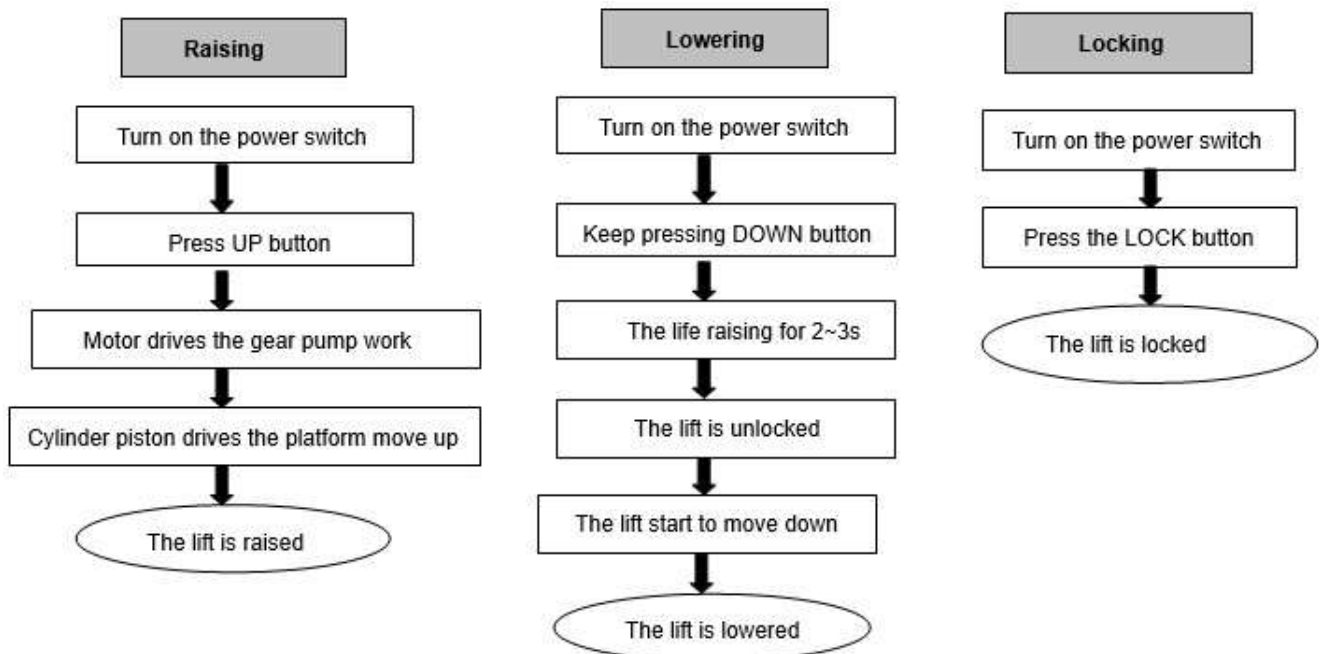 Raising
Turn on the power switch
Press UP button
Motor drives the gear pump work
Cylinder piston drives the platform move up
The lift is raised
Lowering
Turn on the power switch
Keep pressing DOWN button
The life raising for 2~3s
The lift is unlocked
The lift start to move down
The lift is lowered
Locking
Turn on the power switch
Press the LOCK button
The lift is locked